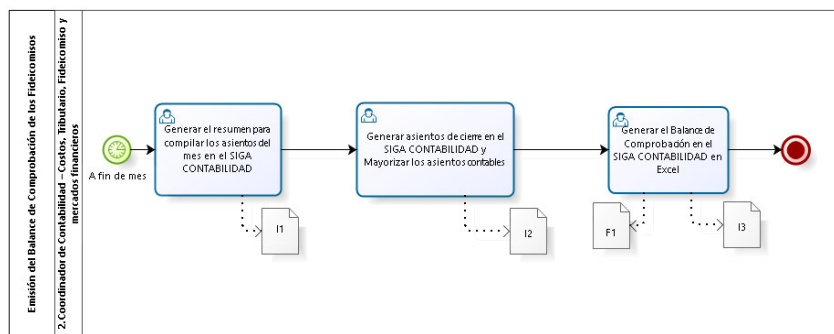 Emisión del Balance de Comprobación de los Fideicomisos
2.Coordinador de Contabilidad – Costos, Tributario, Fideicomiso y
mercados financieros
A fin de mes
Generar el resumen para
compilar los asientos del
mes en el SIGA
CONTABILIDAD
I1
Generar asientos de cierre en el
SIGA CONTABILIDAD y
Mayorizar los asientos contables
I2
Generar el Balance de
Comprobación en el
SIGA CONTABILIDAD en
Excel
F1
I3